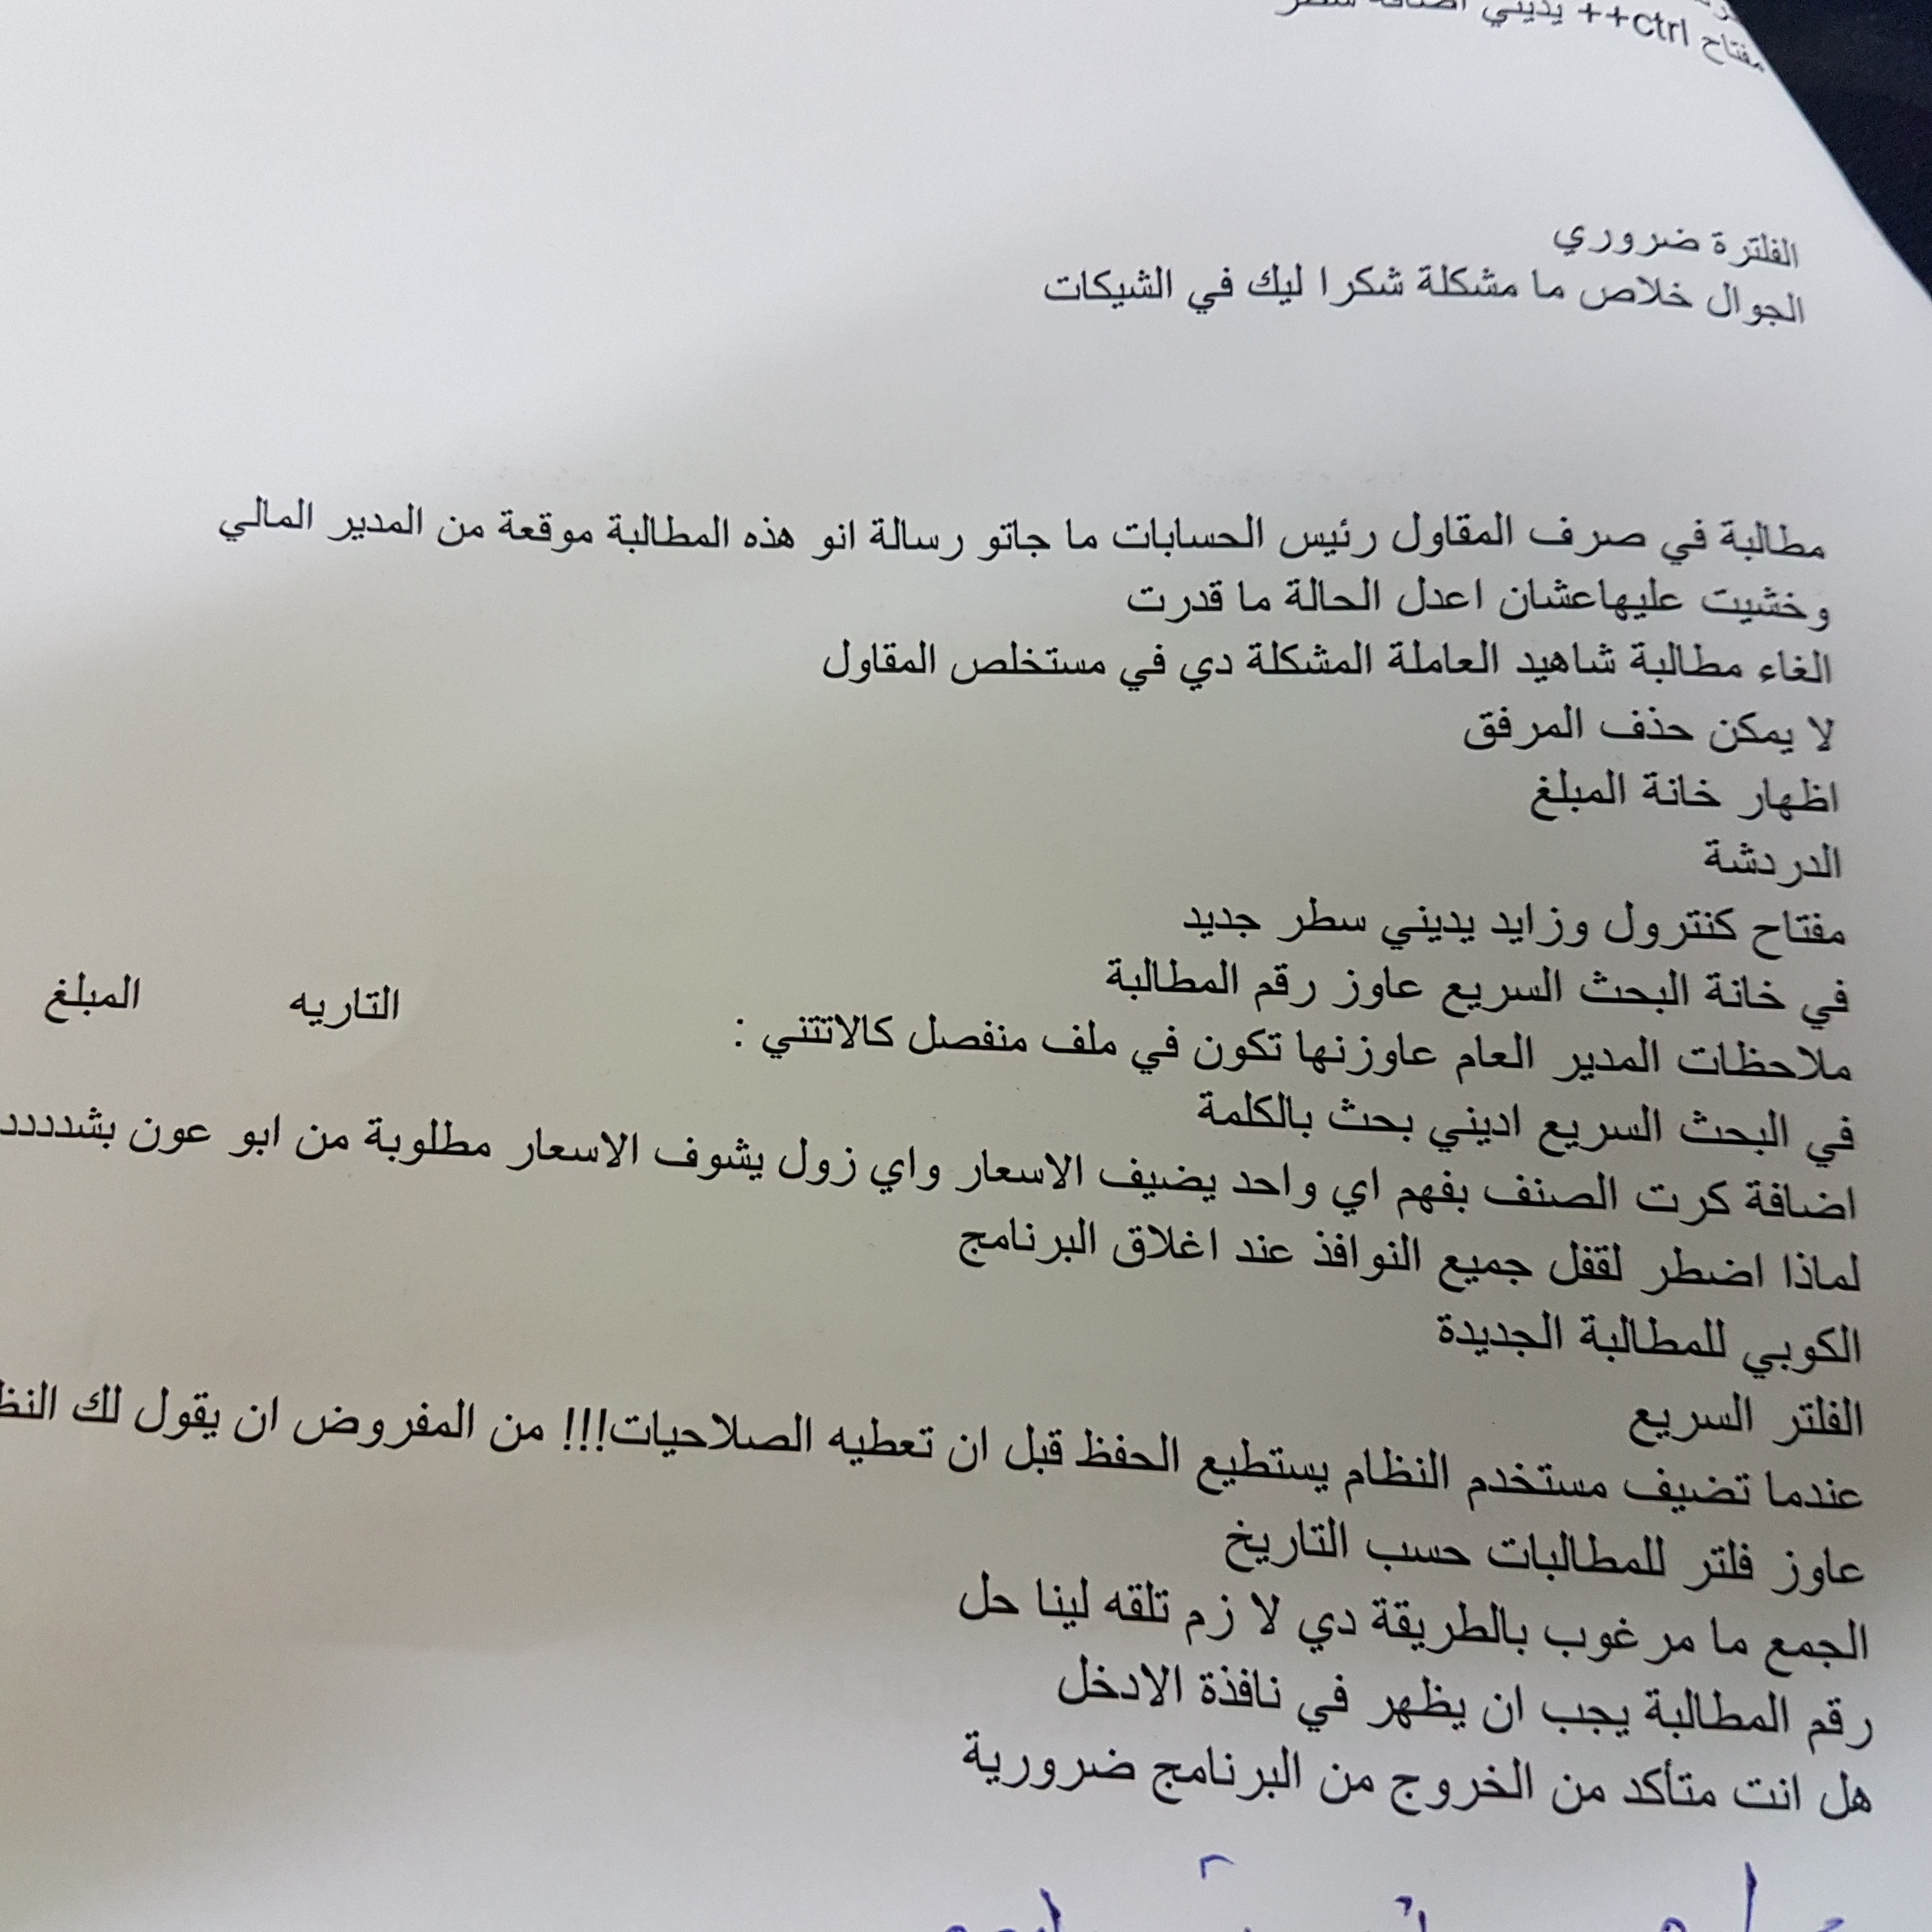 مفتاح ctrl++ يديني
الفلترة ضروري
الجوال خلاص ما مشكلة شكرا ليك في الشيكات
مطالبة في صرف المقاول رئيس الحسابات ما جاتو رسالة انو هذه المطالبة موقعة من المدير المالي
وخشيت عليها عشان اعدل الحالة ما قدرت
الغاء مطالبة شاهيد العاملة المشكلة دي في مستخلص المقاول
لا يمكن حذف المرفق
اظهار خانة المبلغ
الدردشة
مفتاح كنترول وزايد يديني سطر جديد
في خانة البحث السريع عاوز رقم المطالبة
ملاحظات المدير العام عاوزنها تكون في ملف منفصل كالاتتي : التاريه المبلغ
في البحث السريع اديني بحث بالكلمة
اضافة كرت الصنف بفهم اي واحد يضيف الاسعار واي زول يشوف الاسعار مطلوبة من ابو عون بشددددد
لماذا اضطر لقفل جميع النوافذ عند اغلاق البرنامج
الكوبي للمطالبة الجديدة
الفلتر السريع
عندما تضيف مستخدم النظام يستطيع الحفظ قبل ان تعطيه الصلاحيات!!! من المفروض ان يقول لك
عاوز فلتر للمطالبات حسب التاريخ
الجمع ما مرغوب بالطريقة دي لا زم تلقه لينا حل
رقم المطالبة يجب ان يظهر في نافذة الادخل
هل انت متأكد من الخروج من البرنامج ضرورية